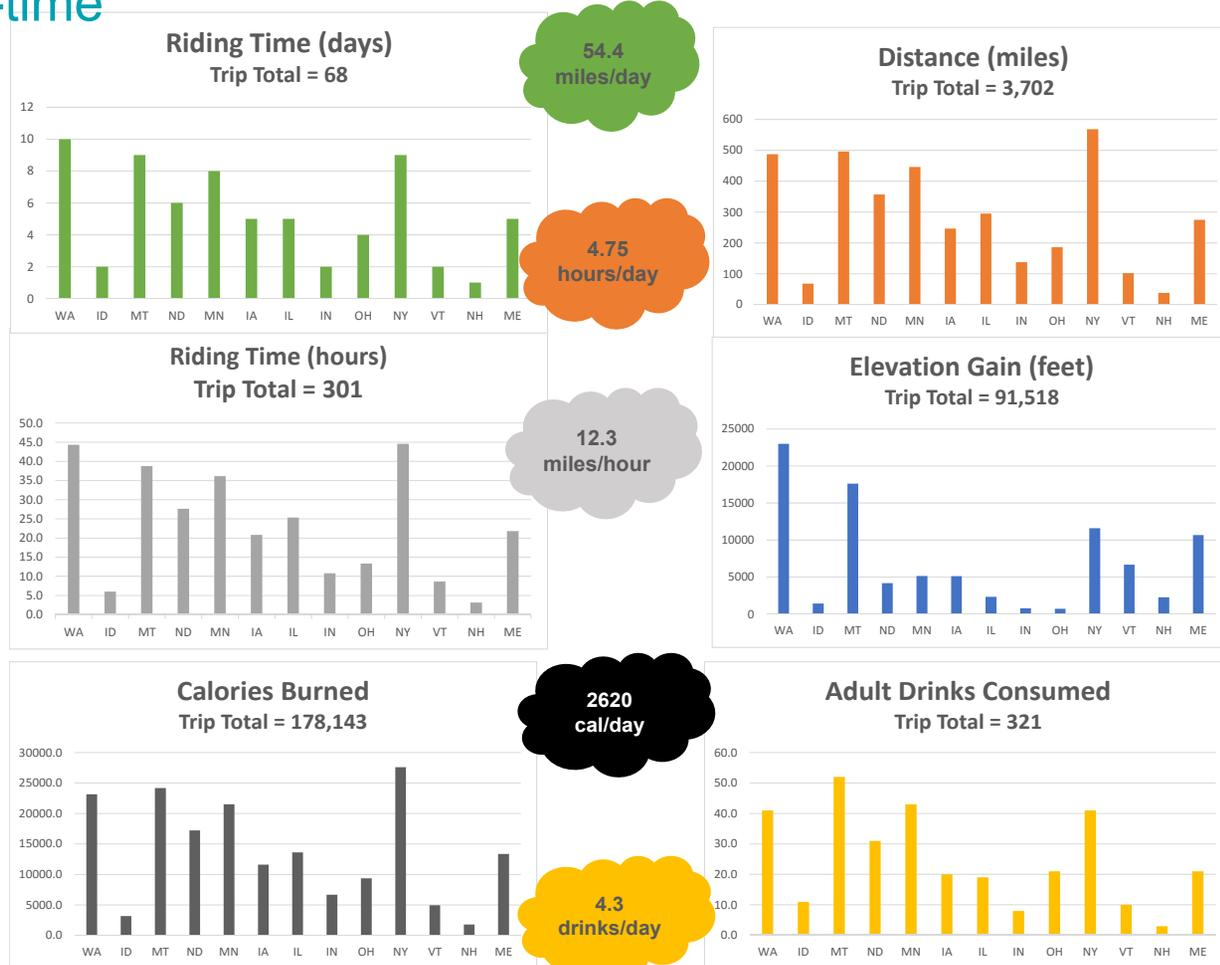 -time
Riding Time (days)
Trip Total = 68
12
10
8
6
4
2
0
WA ID MT ND MN IA IL IN OH NY VT NH ME
54.4
miles/day
Distance (miles)
Trip Total = 3,702
600
500
400
300
200
100
0
WA ID MT ND MN IA IL IN OH NY VT NH ME
4.75
hours/day
Riding Time (hours)
Trip Total = 301
50.0
45.0
40.0
35.0
30.0
25.0
20.0
15.0
10.0
5.0
0.0
WA ID MT ND MN IA IL IN OH NY VT NH ME
12.3
miles/hour
Elevation Gain (feet)
Trip Total = 91,518
25000
20000
15000
10000
5000
0
WA ID MT ND MN IA IL IN OH NY VT NH ME
Calories Burned
Trip Total = 178,143
30000.0
25000.0
20000.0
15000.0
10000.0
5000.0
0.0
WA ID MT ND MN IA IL IN OH NY VT NH ME
2620
cal/day
Adult Drinks Consumed
Trip Total = 321
60.0
50.0
40.0
30.0
20.0
10.0
0.0
WA ID MT ND MN IA IL IN OH NY VT NH ME
4.3
drinks/day